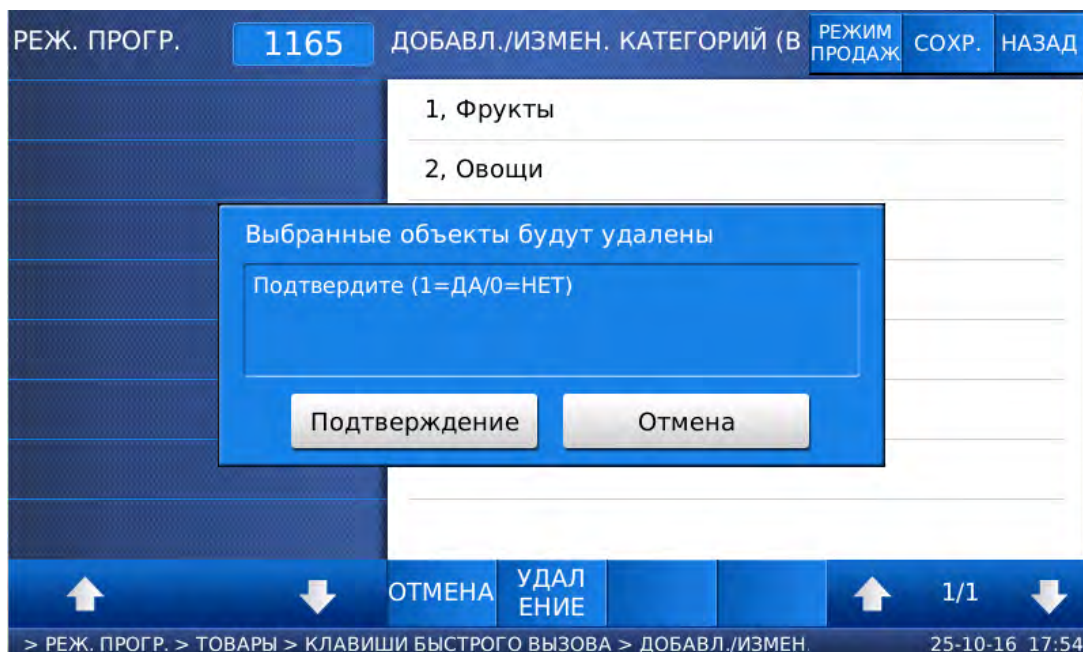 РЕЖ. ПРОГР. 1165 ДОБАВЛ./ИЗМЕН. КАТЕГОРИЙ (В РЕЖИМ ПРОДАЖ СОХР. НАЗАД
1, Фрукты
2, Овощи
Выбранные объекты будут удалены
Подтвердите (1=ДА/0=НЕТ)
Подтверждение Отмена
ОТМЕНА УДАЛ ЕНИЕ 1/1
> РЕЖ. ПРОГР. > ТОВАРЫ > КЛАВИШИ БЫСТРОГО ВЫЗОВА > ДОБАВЛ./ИЗМЕН. 25-10-16 17:54